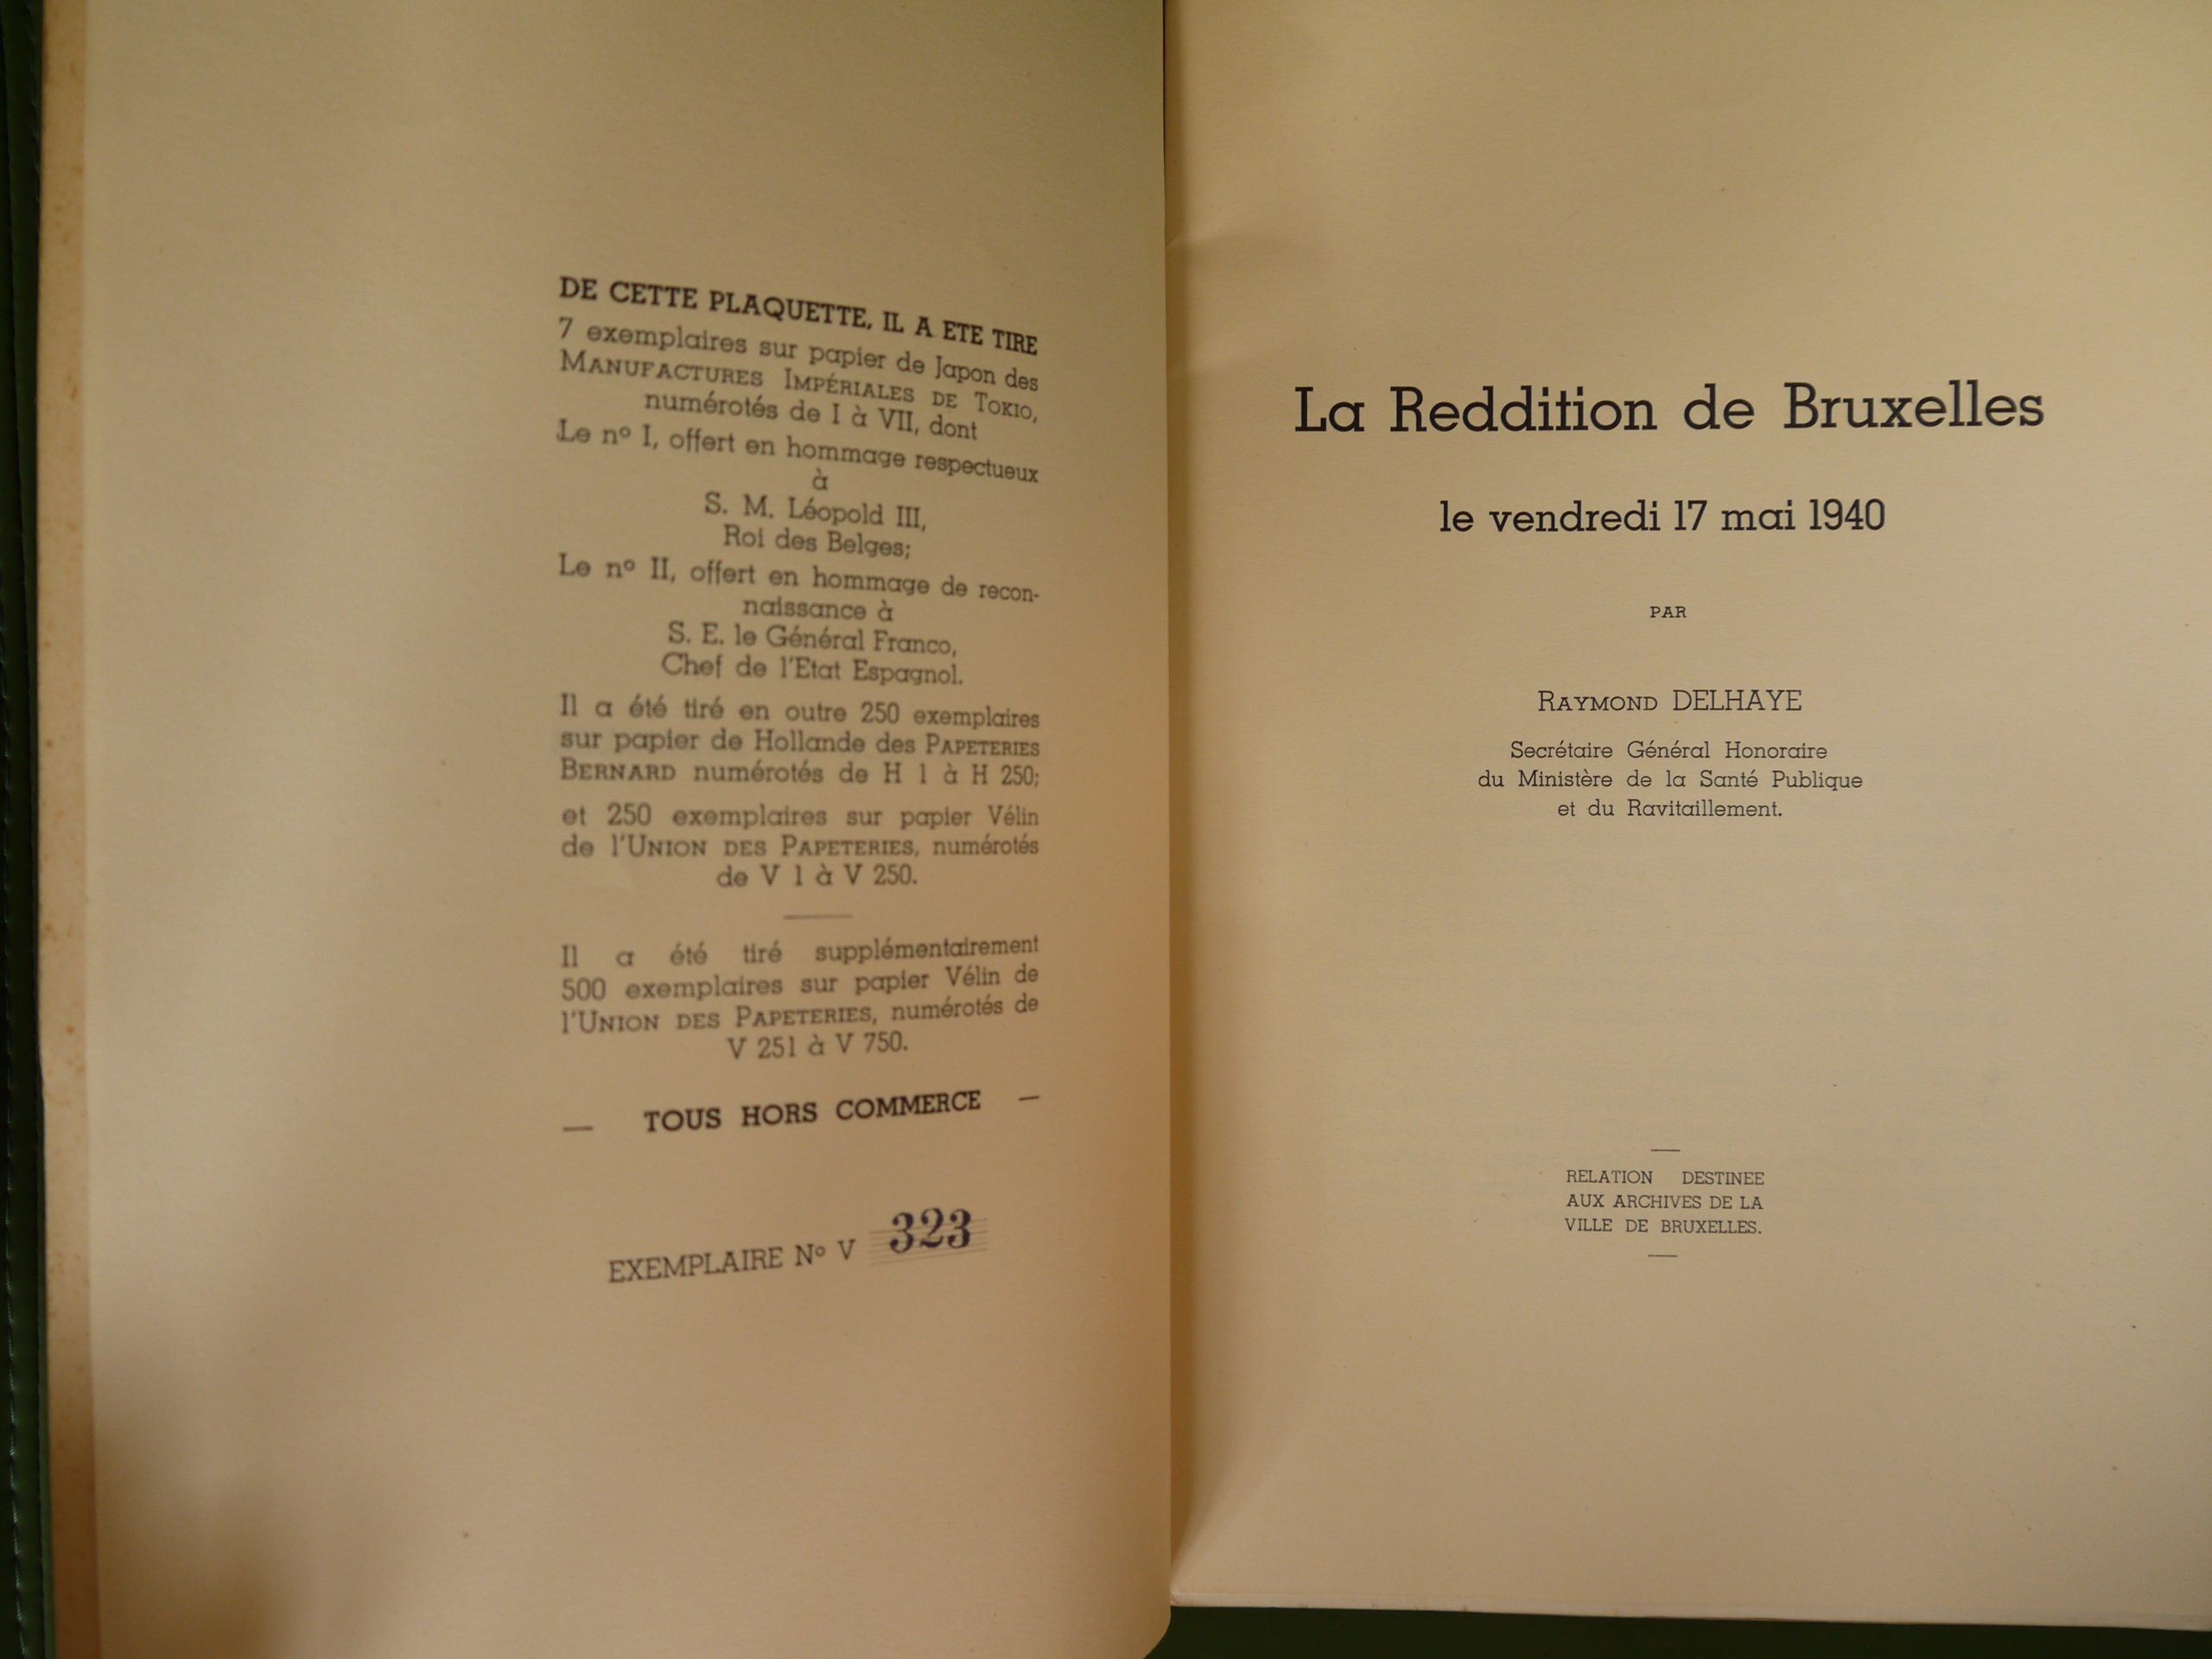 DE CETTE PLAQUETTE, IL A ETE TIRE
7 exemplaires sur papier de Japon des
MANUFACTURES IMPÉRIALES DE TOKIO,
numérotés de I à VII, dont
Le nº I, offert en hommage respectueux
à
S. M. Léopold III,
Roi des Belges;
Le nº II, offert en hommage de recon-
naissance à
S. E. le Général Franco,
Chef de l'Etat Espagnol.
Il a été tiré en outre 250 exemplaires
sur papier de Hollande des PAPETERIES
BERNARD numérotés de H 1 à H 250;
et 250 exemplaires sur papier Vélin
de l'UNION DES PAPETERIES, numérotés
de V 1 à V 250.
Il a été tiré supplémentairement
500 exemplaires sur papier Vélin de
l'UNION DES PAPETERIES, numérotés de
V 251 à V 750.
— TOUS HORS COMMERCE —
EXEMPLAIRE Nº V 323
La Reddition de Bruxelles
le vendredi 17 mai 1940
PAR
RAYMOND DELHAYE
Secrétaire Général Honoraire
du Ministère de la Santé Publique
et du Ravitaillement.
RELATION DESTINEE
AUX ARCHIVES DE LA
VILLE DE BRUXELLES.